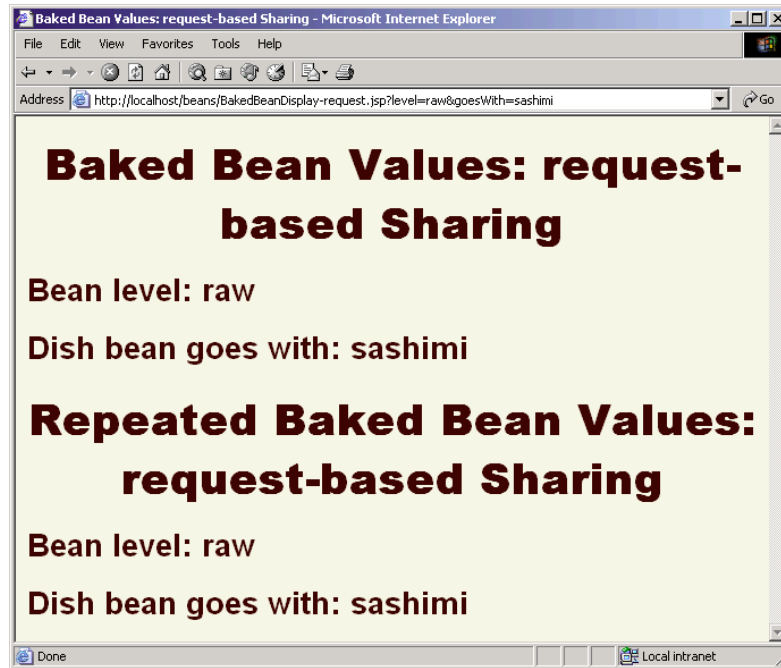 Baked Bean Values: request-based Sharing - Microsoft Internet Explorer
File Edit View Favorites Tools Help
Address http://localhost/beans/BakedBeanDisplay-request.jsp?level=raw&goesWith=sashimi Go
Baked Bean Values: request-
based Sharing
Bean level: raw
Dish bean goes with: sashimi
Repeated Baked Bean Values:
request-based Sharing
Bean level: raw
Dish bean goes with: sashimi
Done Local intranet